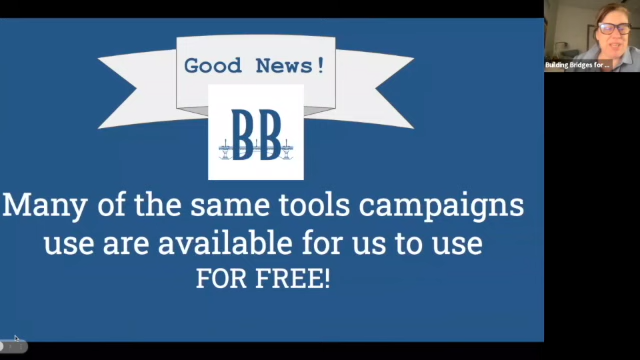 Good News!
BB
Many of the same tools campaigns
use are available for us to use
FOR FREE!
Building Bridges for ...